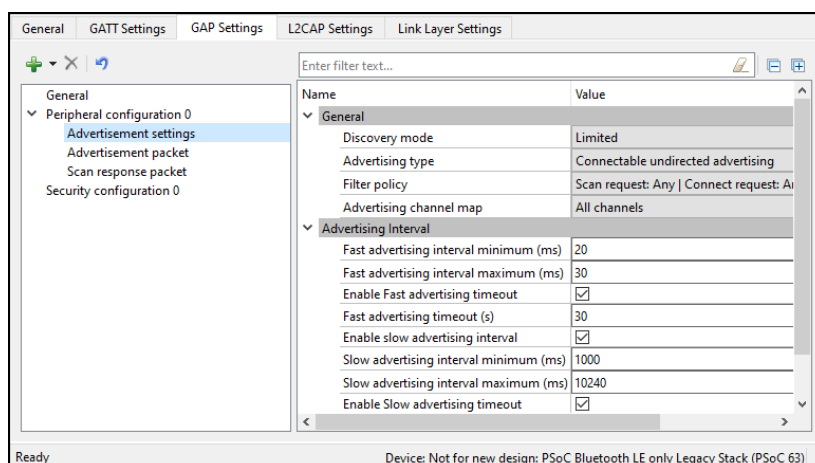 General GATT Settings GAP Settings L2CAP Settings Link Layer Settings
Enter filter text...
General
Peripheral configuration 0
Advertisement settings
Advertisement packet
Scan response packet
Security configuration 0
Name Value
General
Discovery mode Limited
Advertising type Connectable undirected advertising
Filter policy Scan request: Any | Connect request: A
Advertising channel map All channels
Advertising Interval
Fast advertising interval minimum (ms) 20
Fast advertising interval maximum (ms) 30
Enable Fast advertising timeout
Fast advertising timeout (s) 30
Enable slow advertising interval
Slow advertising interval minimum (ms) 1000
Slow advertising interval maximum (ms) 10240
Enable Slow advertising timeout
Ready Device: Not for new design: PSoC Bluetooth LE only Legacy Stack (PSoC 63)